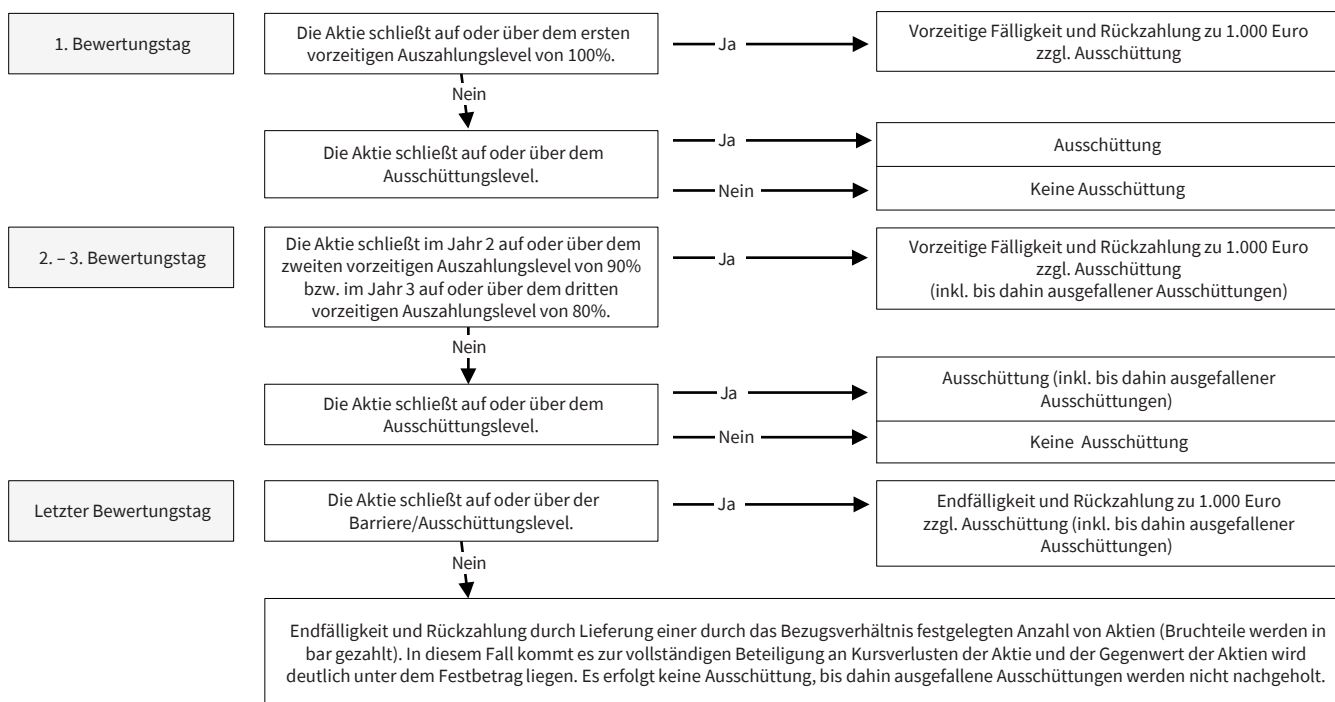 1. Bewertungstag
Die Aktie schließt auf oder über dem ersten
vorzeitigen Auszahlungslevel von 100%.
Ja
Vorzeitige Fälligkeit und Rückzahlung zu 1.000 Euro
zzgl. Ausschüttung
Nein
Die Aktie schließt auf oder über dem
Ausschüttungslevel.
Ja
Ausschüttung
Nein
Keine Ausschüttung
2. – 3. Bewertungstag
Die Aktie schließt im Jahr 2 auf oder über dem
zweiten vorzeitigen Auszahlungslevel von 90%
bzw. im Jahr 3 auf oder über dem dritten
vorzeitigen Auszahlungslevel von 80%.
Ja
Vorzeitige Fälligkeit und Rückzahlung zu 1.000 Euro
zzgl. Ausschüttung
(inkl. bis dahin ausgefallener Ausschüttungen)
Nein
Die Aktie schließt auf oder über dem
Ausschüttungslevel.
Ja
Ausschüttung (inkl. bis dahin ausgefallener
Ausschüttungen)
Nein
Keine Ausschüttung
Letzter Bewertungstag
Die Aktie schließt auf oder über der
Barriere/Ausschüttungslevel.
Ja
Endfälligkeit und Rückzahlung zu 1.000 Euro
zzgl. Ausschüttung (inkl. bis dahin ausgefallener
Ausschüttungen)
Nein
Endfälligkeit und Rückzahlung durch Lieferung einer durch das Bezugsverhältnis festgelegten Anzahl von Aktien (Bruchteile werden in
bar gezahlt). In diesem Fall kommt es zur vollständigen Beteiligung an Kursverlusten der Aktie und der Gegenwert der Aktien wird
deutlich unter dem Festbetrag liegen. Es erfolgt keine Ausschüttung, bis dahin ausgefallene Ausschüttungen werden nicht nachgeholt.